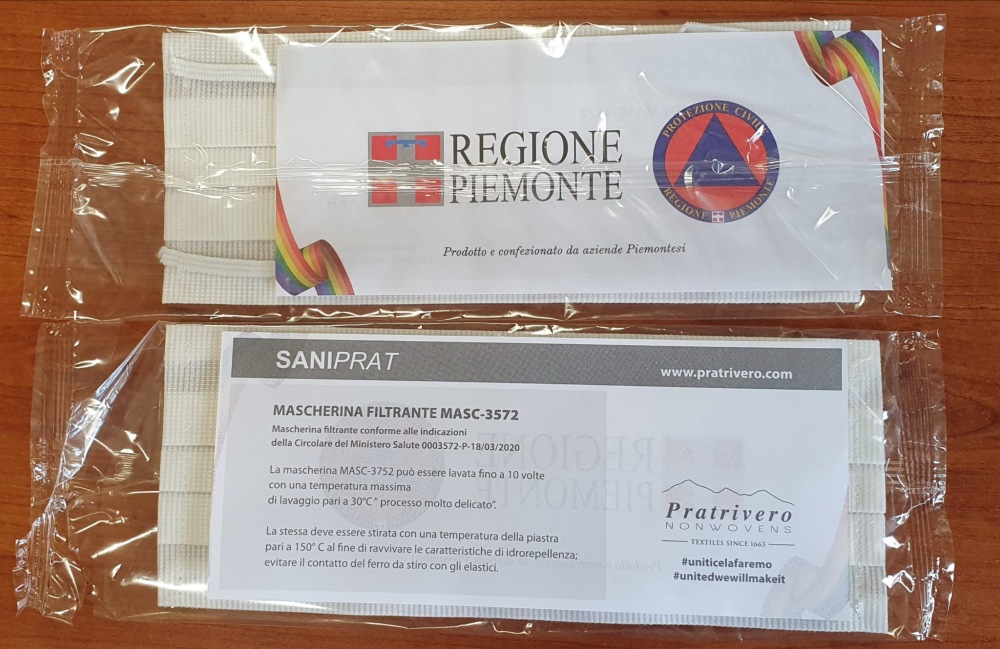 REGIONE
PIEMONTE
PROTEZIONE CIVILE
REGIONE PIEMONTE
Prodotto e confezionato da aziende Piemontesi
SANIPRAT
www.pratrivero.com
MASCHERINA FILTRANTE MASC-3572
Mascherina filtrante conforme alle indicazioni
della Circolare del Ministero Salute 0003572-P-18/03/2020
La mascherina MASC-3752 può essere lavata fino a 10 volte
con una temperatura massima
di lavaggio pari a 30°C " processo molto delicato".
La stessa deve essere stirata con una temperatura della piastra
pari a 150° C al fine di ravvivare le caratteristiche di idrorepellenza;
evitare il contatto del ferro da stiro con gli elastici.
Pratrivero
NONWOVENS
TEXTILES SINCE 1663
#uniticelafaremo
#unitedwewillmakeit